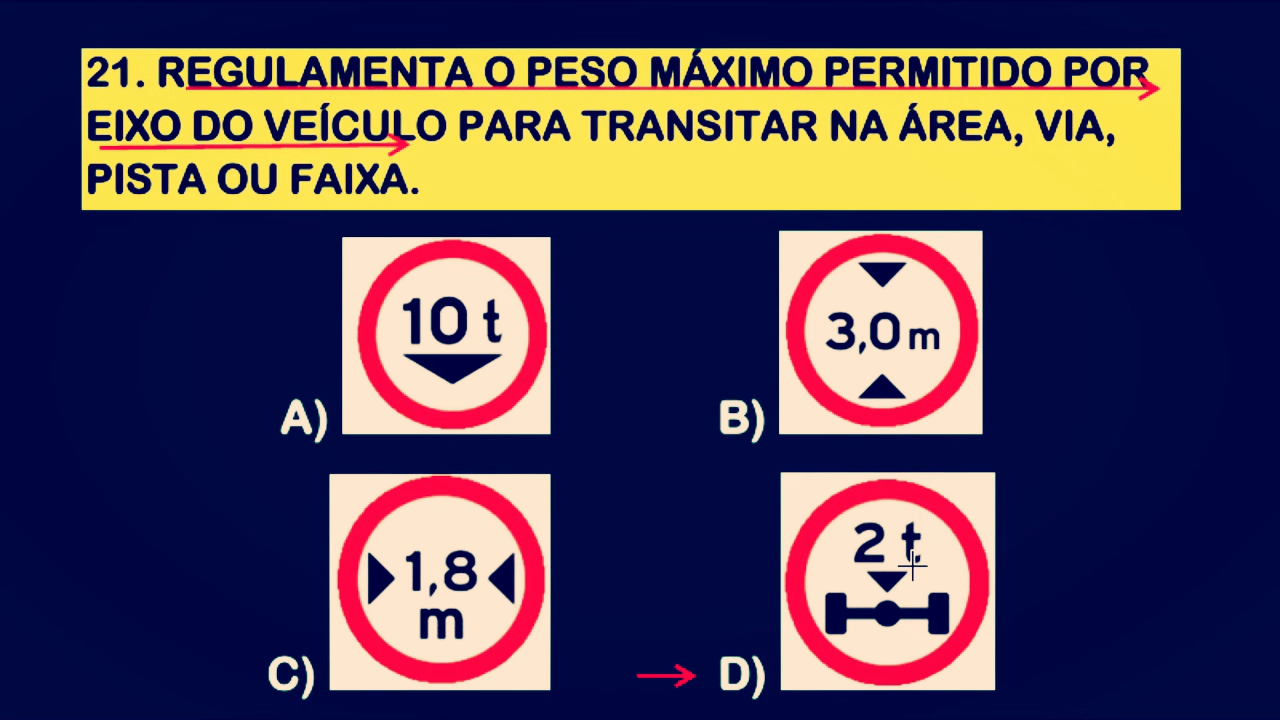 21. REGULAMENTA O PESO MÁXIMO PERMITIDO POR
EIXO DO VEÍCULO PARA TRANSITAR NA ÁREA, VIA,
PISTA OU FAIXA.
10 t
A)
3,0 m
B)
1,8
m
C)
2 t
D)